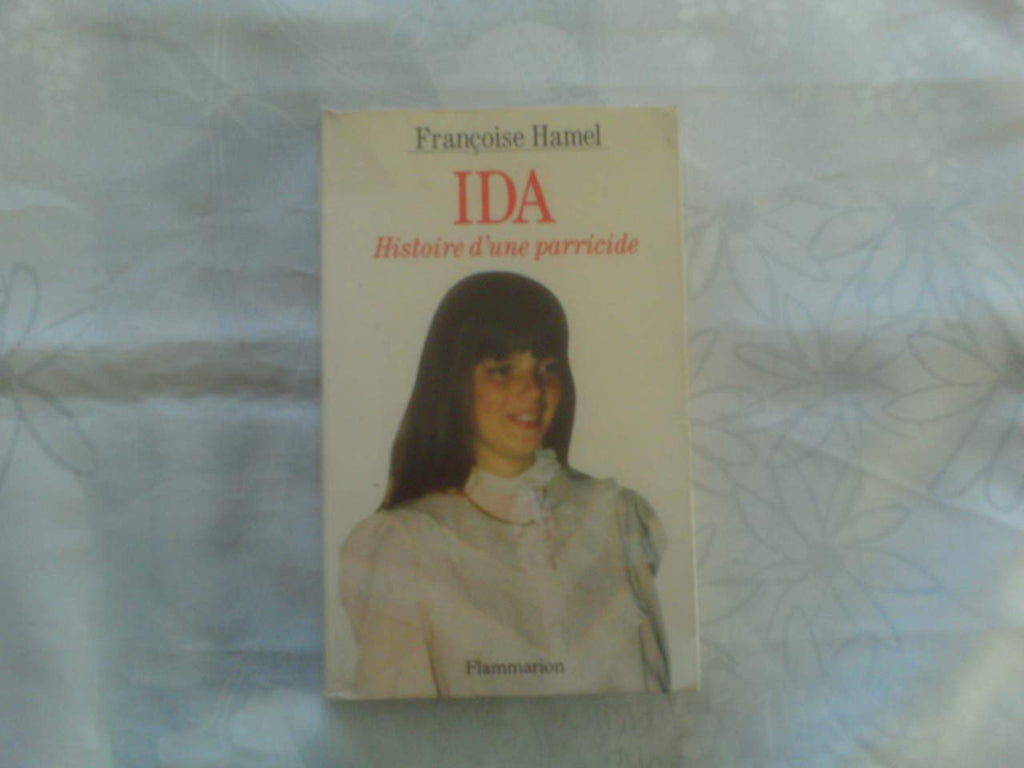 Françoise Hamel
IDA
Histoire d'une parricide
Flammarion